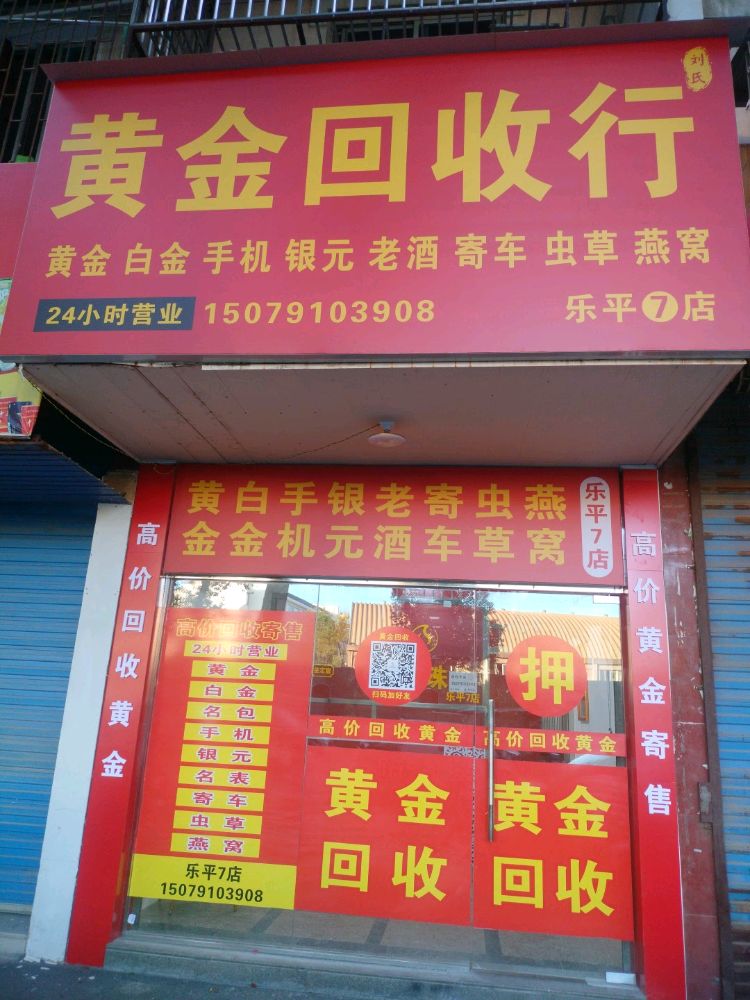 刘氏
黄金回收行
黄金 白金 手机 银元 老酒 寄车 虫草 燕窝
24小时营业 15079103908 乐平7店
黄白手银老寄虫燕
金金机元酒车草窝
乐平7店
高价回收黄金
高价黄金寄售
高价回收寄售
24小时营业
黄金
白金
名包
手机
银元
名表
寄车
虫草
燕窝
乐平7店
15079103908
黄金回收
扫码加好友
珠
乐平7店
押
高价回收黄金
高价回收黄金
黄金
回收
黄金
回收